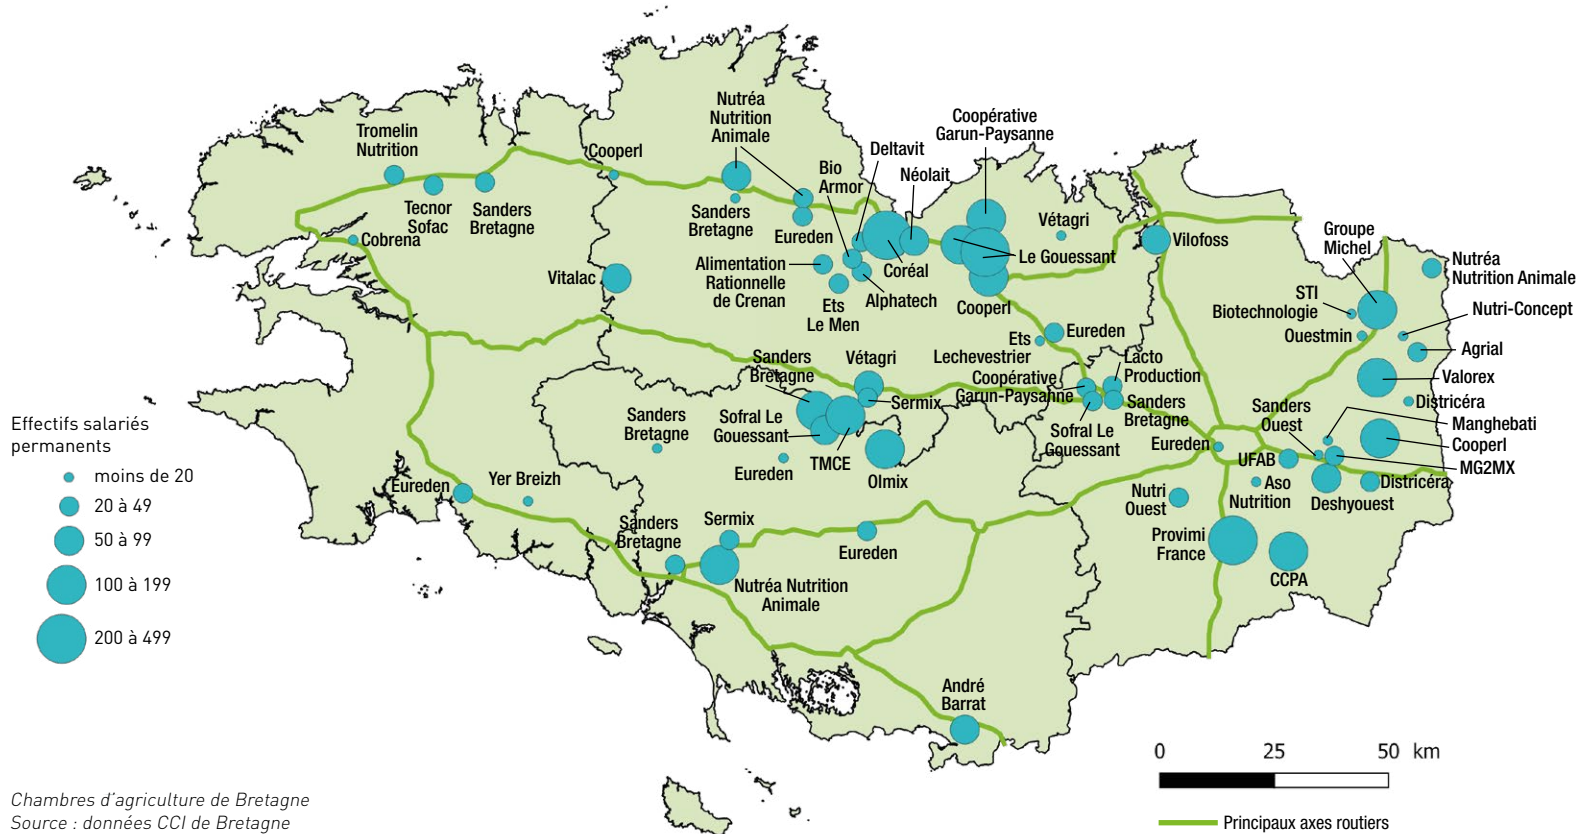 Nutréa
Nutrition
Animale
Coopérative
Garun-Paysanne
Tromelin
Nutrition
Cooperl
Deltavit
Bio
Armor
Néolait
Tecnor
Sofac
Sanders
Bretagne
Sanders
Bretagne
Vétagri
Groupe
Michel
Cobrena
Eureden
Coréal
Le Gouessant
Vilofoss
Nutréa
Nutrition Animale
Vitalac
Alimentation
Rationnelle
de Crenan
Alphatech
Ets
Le Men
Cooperl
STI
Biotechnologie
Nutri-Concept
Ouestmin
Ets
Lechevestrier
Eureden
Agrial
Sanders
Bretagne
Vétagri
Lacto
Production
Coopérative
Garun-Paysanne
Valorex
Sermix
Sanders
Bretagne
Districéra
Sanders
Bretagne
Sofral Le
Gouessant
Sofral Le
Gouessant
Sanders
Ouest
Manghebati
Eureden
Cooperl
TMCE
Eureden
UFAB
MG2MX
Olmix
Eureden
Yer Breizh
Aso
Nutrition
Districéra
Deshyouest
Nutri
Ouest
Sanders
Bretagne
Sermix
Eureden
Provimi
France
CCPA
Nutréa Nutrition
Animale
André
Barrat
Effectifs salariés
permanents
moins de 20
20 à 49
50 à 99
100 à 199
200 à 499
0 25 50 km
Principaux axes routiers
Chambres d'agriculture de Bretagne
Source : données CCI de Bretagne